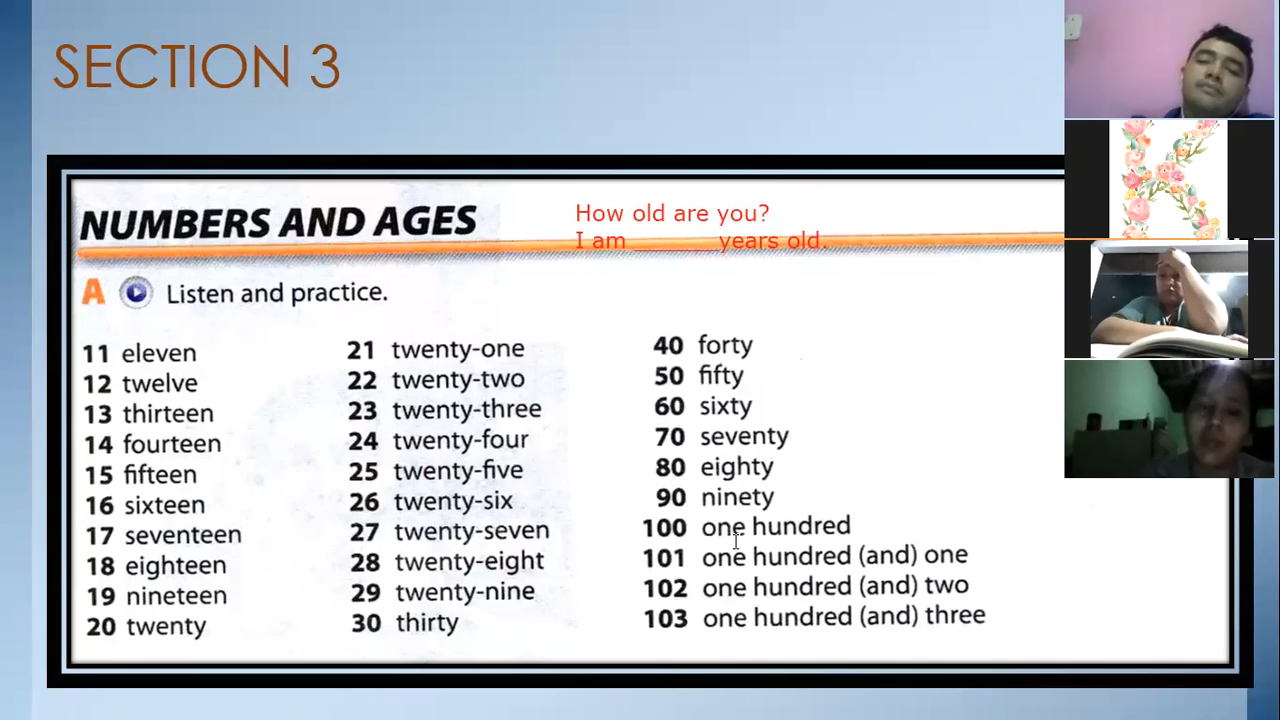 SECTION 3
NUMBERS AND AGES
How old are you?
I am ________ years old.
A Listen and practice.
11 eleven
12 twelve
13 thirteen
14 fourteen
15 fifteen
16 sixteen
17 seventeen
18 eighteen
19 nineteen
20 twenty
21 twenty-one
22 twenty-two
23 twenty-three
24 twenty-four
25 twenty-five
26 twenty-six
27 twenty-seven
28 twenty-eight
29 twenty-nine
30 thirty
40 forty
50 fifty
60 sixty
70 seventy
80 eighty
90 ninety
100 one hundred
101 one hundred (and) one
102 one hundred (and) two
103 one hundred (and) three
K